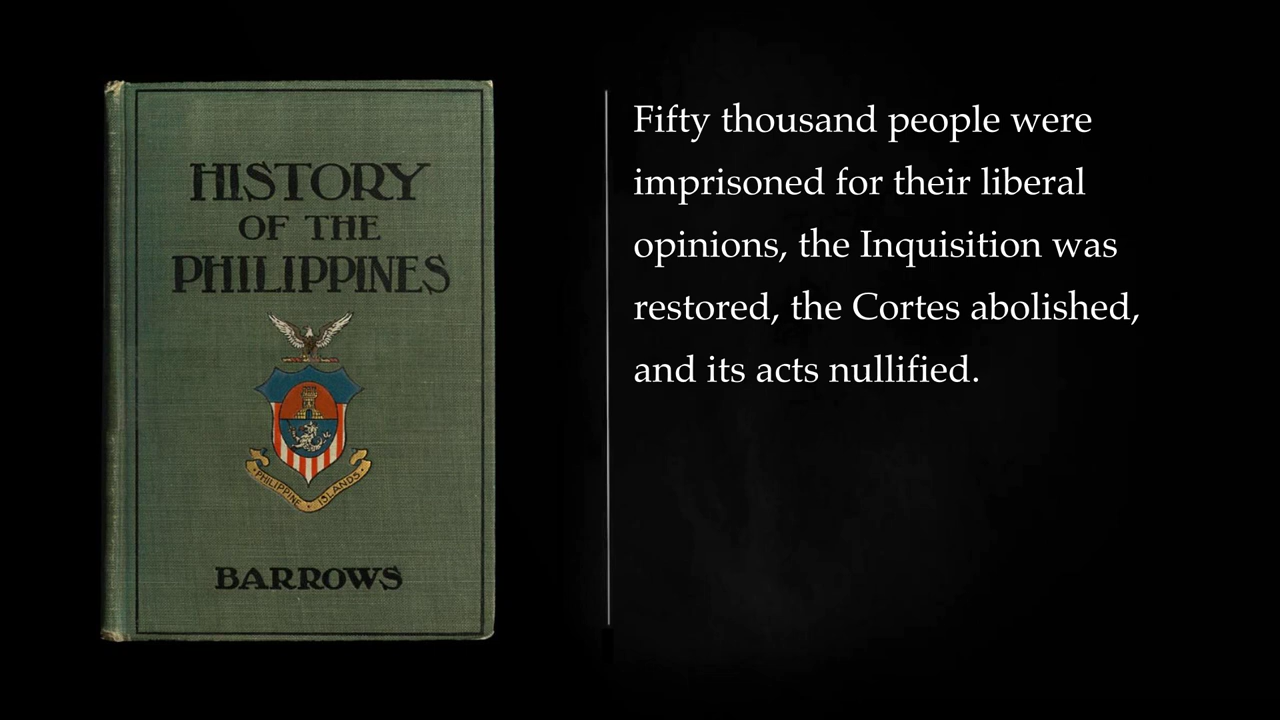 HISTORY
OF THE
PHILIPPINES
PHILIPPINE ISLANDS
BARROWS
Fifty thousand people were
imprisoned for their liberal
opinions, the Inquisition was
restored, the Cortes abolished,
and its acts nullified.